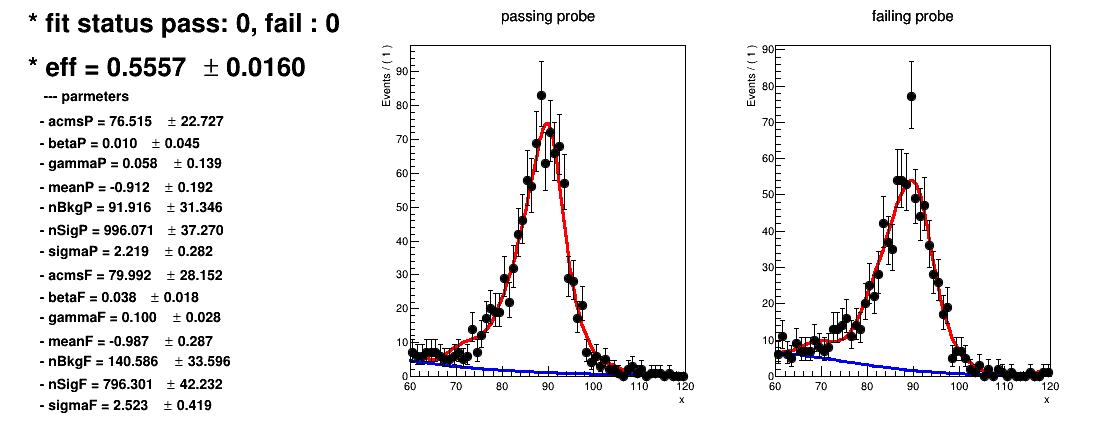 * fit status pass: 0, fail : 0
* eff = 0.5557 ± 0.0160
--- parmeters
- acmsP = 76.515 ± 22.727
- betaP = 0.010 ± 0.045
- gammaP = 0.058 ± 0.139
- meanP = -0.912 ± 0.192
- nBkgP = 91.916 ± 31.346
- nSigP = 996.071 ± 37.270
- sigmaP = 2.219 ± 0.282
- acmsF = 79.992 ± 28.152
- betaF = 0.038 ± 0.018
- gammaF = 0.100 ± 0.028
- meanF = -0.987 ± 0.287
- nBkgF = 140.586 ± 33.596
- nSigF = 796.301 ± 42.232
- sigmaF = 2.523 ± 0.419
passing probe
Events / ( 1 )
90
80
70
60
50
40
30
20
10
0
60 70 80 90 100 110 120
x
failing probe
Events / ( 1 )
90
80
70
60
50
40
30
20
10
0
60 70 80 90 100 110 120
x